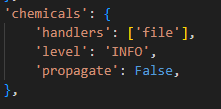 'chemicals': {
    'handlers': ['file'],
    'level': 'INFO',
    'propagate': False,
},